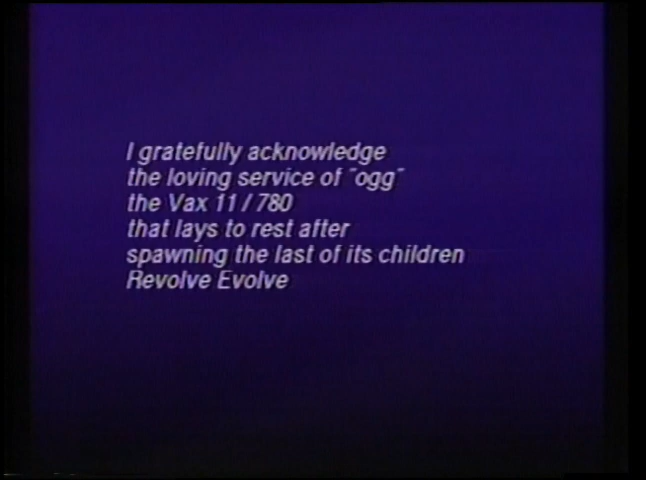 I gratefully acknowledge
the loving service of "ogg"
the Vax 11/780
that lays to rest after
spawning the last of its children
Revolve Evolve